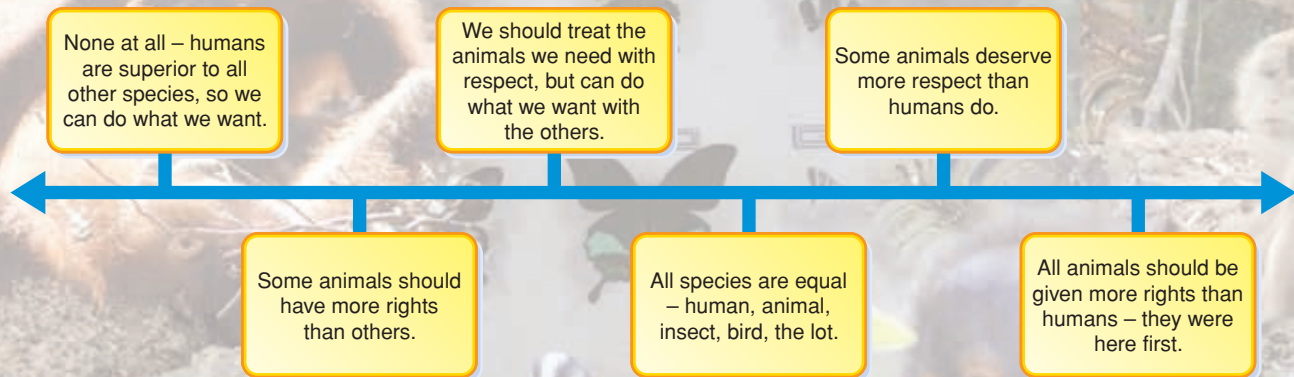 None at all – humans
are superior to all
other species, so we
can do what we want.
Some animals should
have more rights
than others.
We should treat the
animals we need with
respect, but can do
what we want with
the others.
All species are equal
– human, animal,
insect, bird, the lot.
Some animals deserve
more respect than
humans do.
All animals should be
given more rights than
humans – they were
here first.